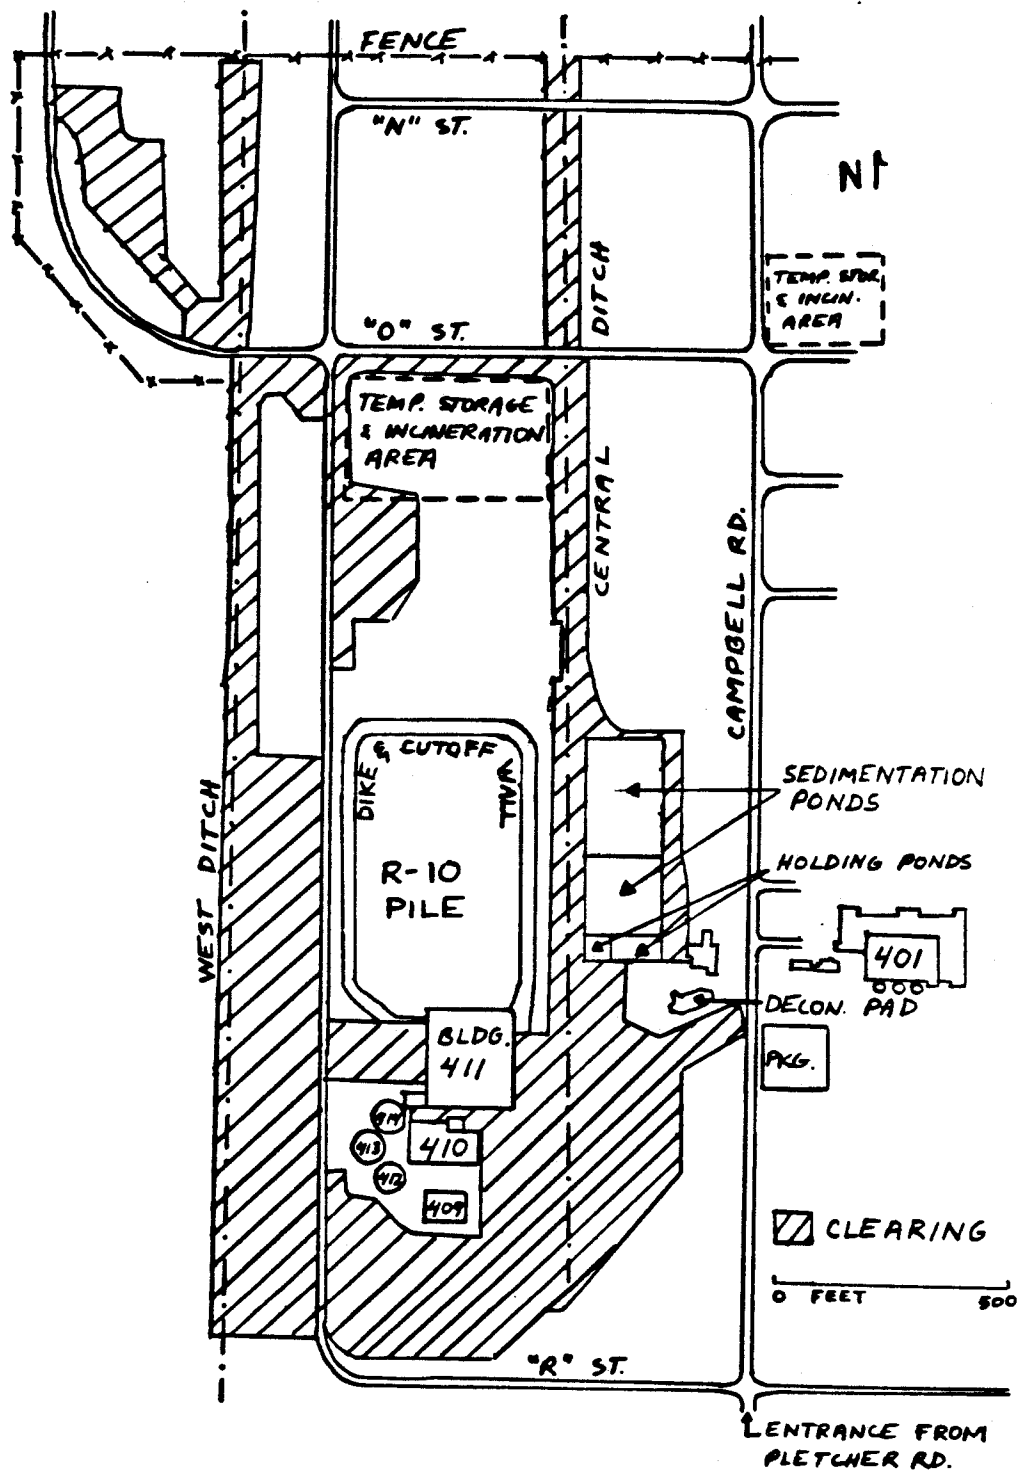 FENCE
"N" ST.
N
DITCH
TEMP. STOR.
& INCIN.
AREA
"O" ST.
TEMP. STORAGE
& INCINERATION
AREA
CENTRAL
CAMPBELL RD.
DIKE & CUTOFF WALL
SEDIMENTATION
PONDS
WEST DITCH
R-10
PILE
HOLDING PONDS
401
DECON. PAD
BLDG.
411
PKG.
414
413
410
412
409
CLEARING
0 FEET 500
"R" ST.
ENTRANCE FROM
PLETCHER RD.